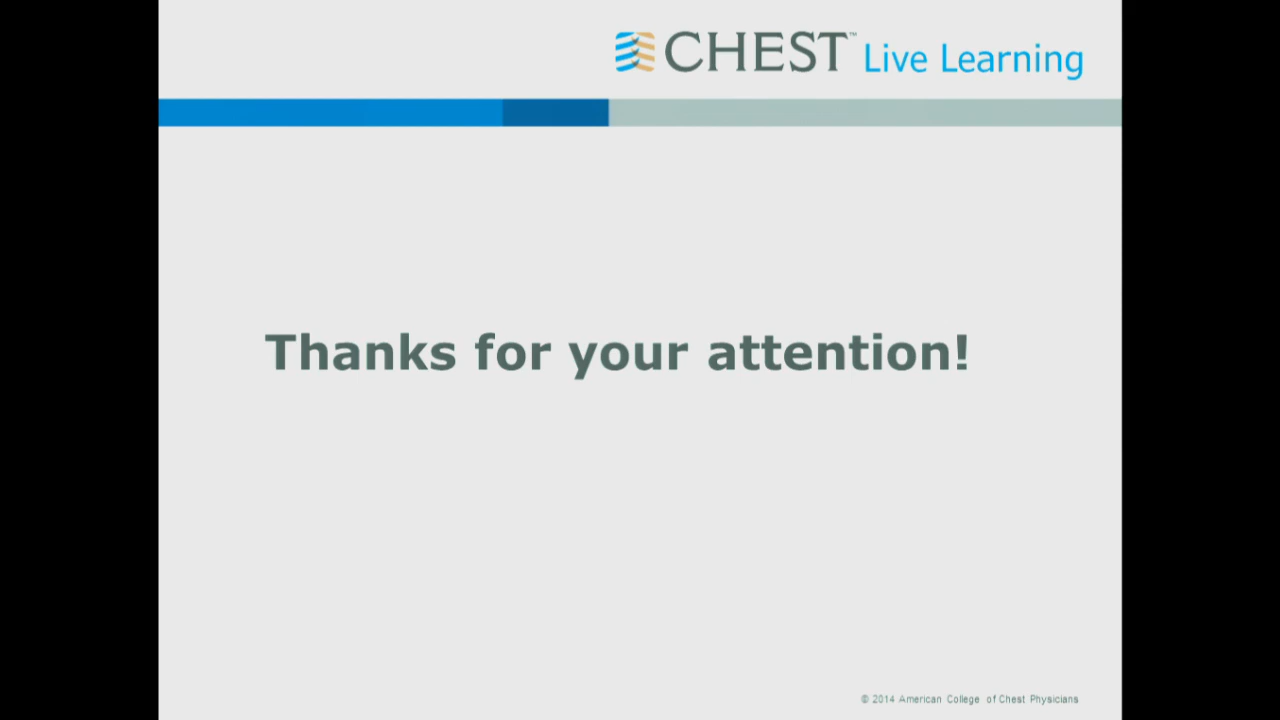 CHEST™ Live Learning
Thanks for your attention!
© 2014 American College of Chest Physicians